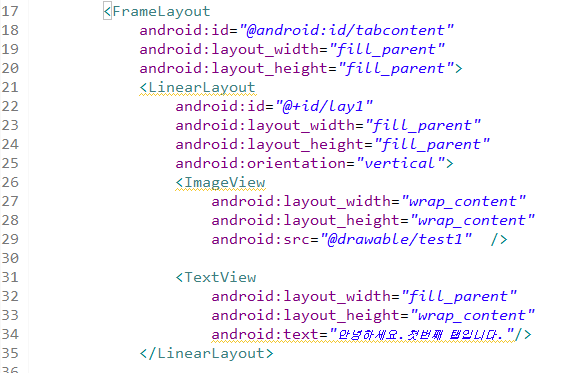 17 <FrameLayout
18 android:id="@android:id/tabcontent"
19 android:layout_width="fill_parent"
20 android:layout_height="fill_parent">
21 <LinearLayout
22 android:id="@+id/lay1"
23 android:layout_width="fill_parent"
24 android:layout_height="fill_parent"
25 android:orientation="vertical">
26 <ImageView
27 android:layout_width="wrap_content"
28 android:layout_height="wrap_content"
29 android:src="@drawable/test1" />
30
31 <TextView
32 android:layout_width="fill_parent"
33 android:layout_height="wrap_content"
34 android:text="안녕하세요.첫번째 탭입니다."/>
35 </LinearLayout>
36